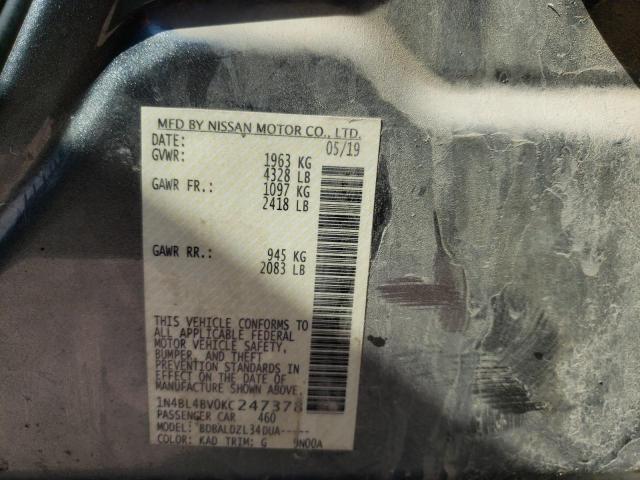 MFD BY NISSAN MOTOR CO., LTD.
DATE: 05/19
GVWR: 1963 KG
4328 LB
GAWR FR.: 1097 KG
2418 LB
GAWR RR.: 945 KG
2083 LB
THIS VEHICLE CONFORMS TO
ALL APPLICABLE FEDERAL
MOTOR VEHICLE SAFETY,
BUMPER, AND THEFT
PREVENTION STANDARDS IN
EFFECT ON THE DATE OF
MANUFACTURE SHOWN ABOVE.
1N4BL4BV0KC247378
PASSENGER CAR 460
MODEL: BDBALDZL34DUA-----
COLOR: KAD TRIM: G 9N00A